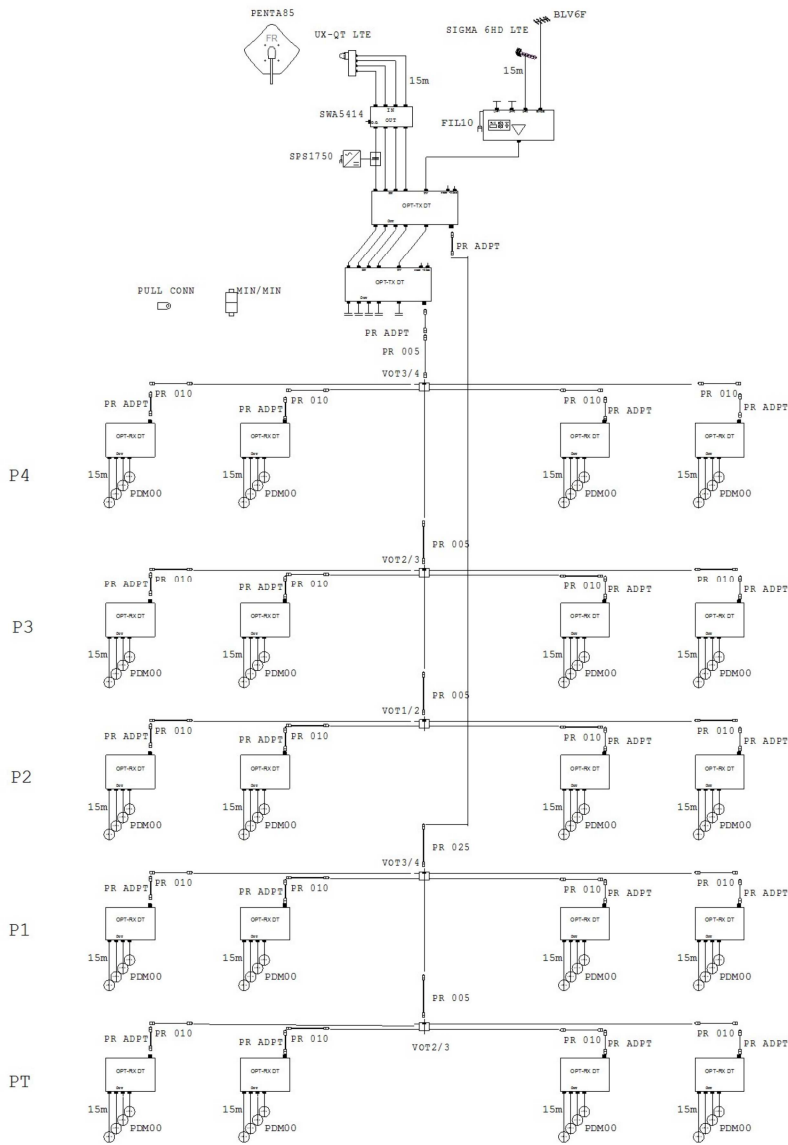 PENTA85
FR
UX-QT LTE
BLV6F
SIGMA 6HD LTE
15m
15m
SWA5414
IN
OUT
FIL10
SPS1750
OPT-TX DT
PR ADPT
OPT-TX DT
PULL CONN
MIN/MIN
PR ADPT
PR 005
VOT3/4
PR 010 PR 010 PR 010 PR 010
PR ADPT PR ADPT PR ADPT PR ADPT
OPT-RX DT OPT-RX DT OPT-RX DT OPT-RX DT
P4
15m PDM00 15m PDM00 15m PDM00 15m PDM00
PR 005
VOT2/3
PR ADPT PR 010 PR ADPT PR 010 PR 010 PR ADPT PR 010 PR ADPT
OPT-RX DT OPT-RX DT OPT-RX DT OPT-RX DT
P3
15m PDM00 15m PDM00 15m PDM00 15m PDM00
PR 005
VOT1/2
PR ADPT PR 010 PR ADPT PR 010 PR 010 PR ADPT PR 010 PR ADPT
OPT-RX DT OPT-RX DT OPT-RX DT OPT-RX DT
P2
15m PDM00 15m PDM00 15m PDM00 15m PDM00
PR 025
VOT3/4
PR ADPT PR 010 PR ADPT PR 010 PR 010 PR ADPT PR 010 PR ADPT
OPT-RX DT OPT-RX DT OPT-RX DT OPT-RX DT
P1
15m PDM00 15m PDM00 15m PDM00 15m PDM00
PR 005
VOT2/3
PR ADPT PR 010 PR ADPT PR 010 PR 010 PR ADPT PR 010 PR ADPT
OPT-RX DT OPT-RX DT OPT-RX DT OPT-RX DT
PT
15m PDM00 15m PDM00 15m PDM00 15m PDM00